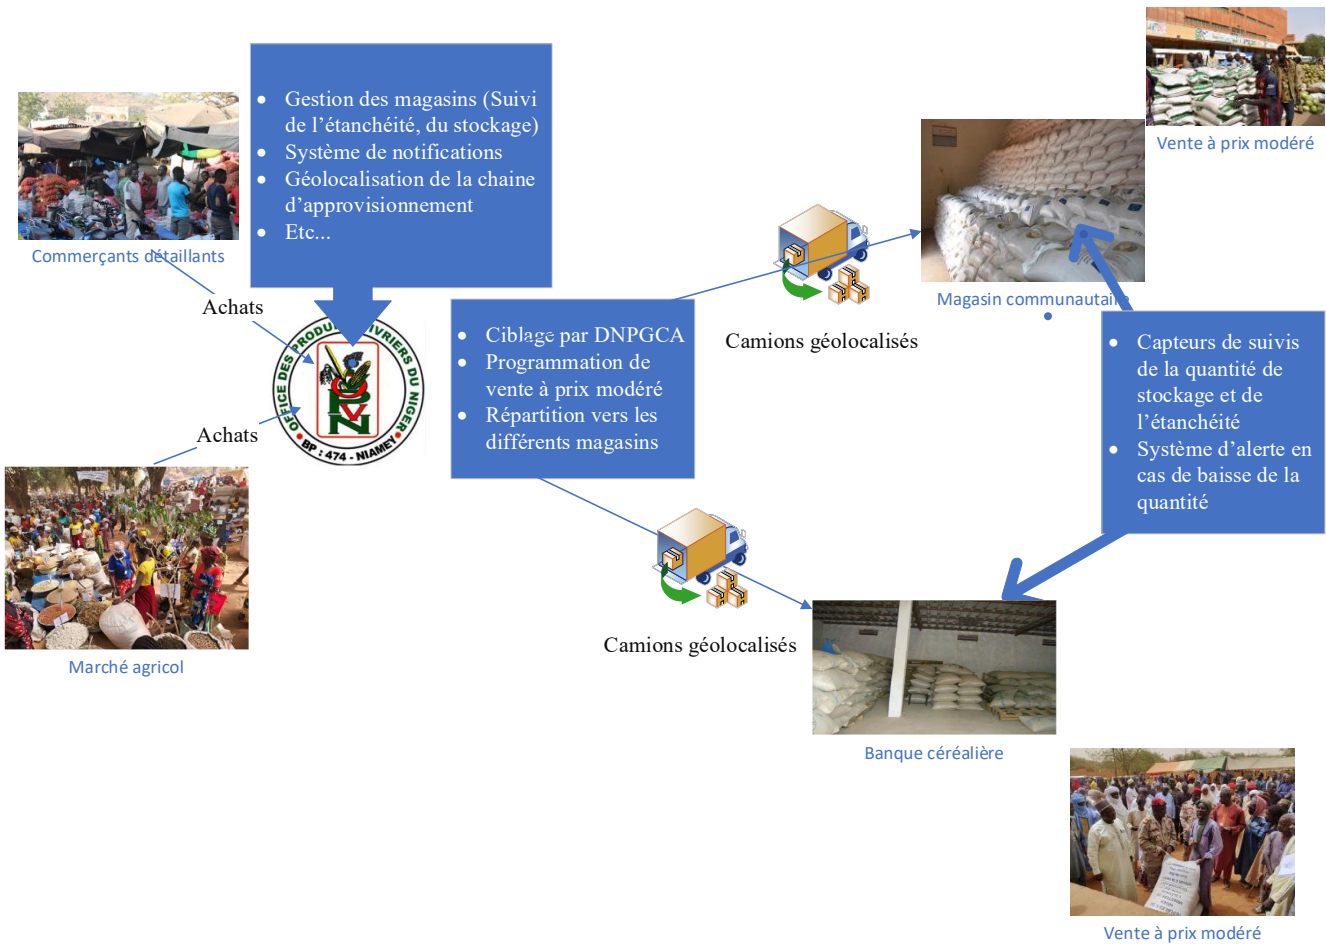 Vente à prix modéré
• Gestion des magasins (Suivi
de l’étanchéité, du stockage)
• Système de notifications
• Géolocalisation de la chaine
d’approvisionnement
• Etc...
Commerçants détaillants
Achats
OFFICE DES PRODUITS VIVRIERS DU NIGER
OPVN
BP : 474 - NIAMEY
Achats
Marché agricol
• Ciblage par DNPGCA
• Programmation de
vente à prix modéré
• Répartition vers les
différents magasins
Camions géolocalisés
Magasin communautaire
• Capteurs de suivis
de la quantité de
stockage et de
l’étanchéité
• Système d’alerte en
cas de baisse de la
quantité
Camions géolocalisés
Banque céréalière
Vente à prix modéré